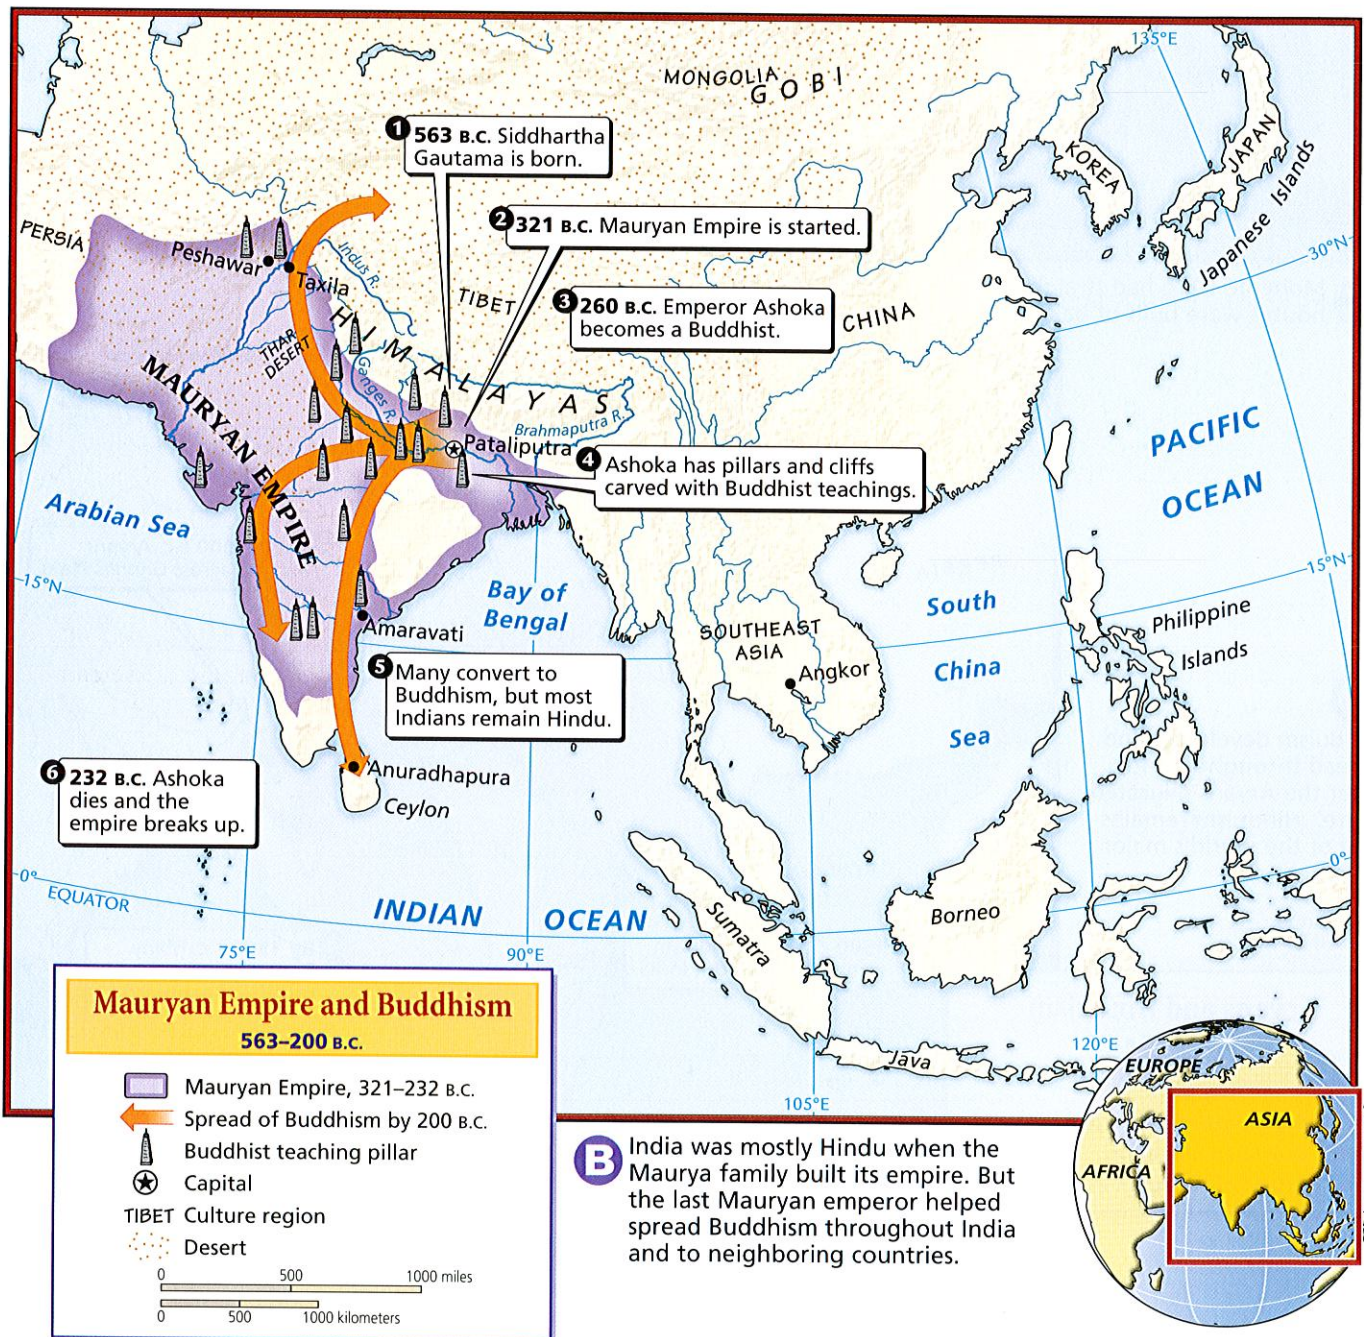 135°E
MONGOLIA
GOBI
KOREA
JAPAN
Japanese Islands
30°N
1 563 B.C. Siddhartha
Gautama is born.
2 321 B.C. Mauryan Empire is started.
3 260 B.C. Emperor Ashoka
becomes a Buddhist.
PERSIA
Peshawar
Taxila
Indus R.
TIBET
CHINA
THAR
DESERT
HIMALAYAS
Ganges R.
Brahmaputra R.
Pataliputra
MAURYAN EMPIRE
4 Ashoka has pillars and cliffs
carved with Buddhist teachings.
PACIFIC
OCEAN
Arabian Sea
15°N
Bay of
Bengal
15°N
South
China
Sea
Philippine
Islands
SOUTHEAST
ASIA
Angkor
Amaravati
5 Many convert to
Buddhism, but most
Indians remain Hindu.
6 232 B.C. Ashoka
dies and the
empire breaks up.
Anuradhapura
Ceylon
0°
EQUATOR
0°
INDIAN OCEAN
Sumatra
Borneo
Java
75°E
90°E
105°E
120°E
Mauryan Empire and Buddhism
563–200 B.C.
Mauryan Empire, 321–232 B.C.
Spread of Buddhism by 200 B.C.
Buddhist teaching pillar
Capital
TIBET Culture region
Desert
0 500 1000 miles
0 500 1000 kilometers
B India was mostly Hindu when the
Maurya family built its empire. But
the last Mauryan emperor helped
spread Buddhism throughout India
and to neighboring countries.
EUROPE
ASIA
AFRICA